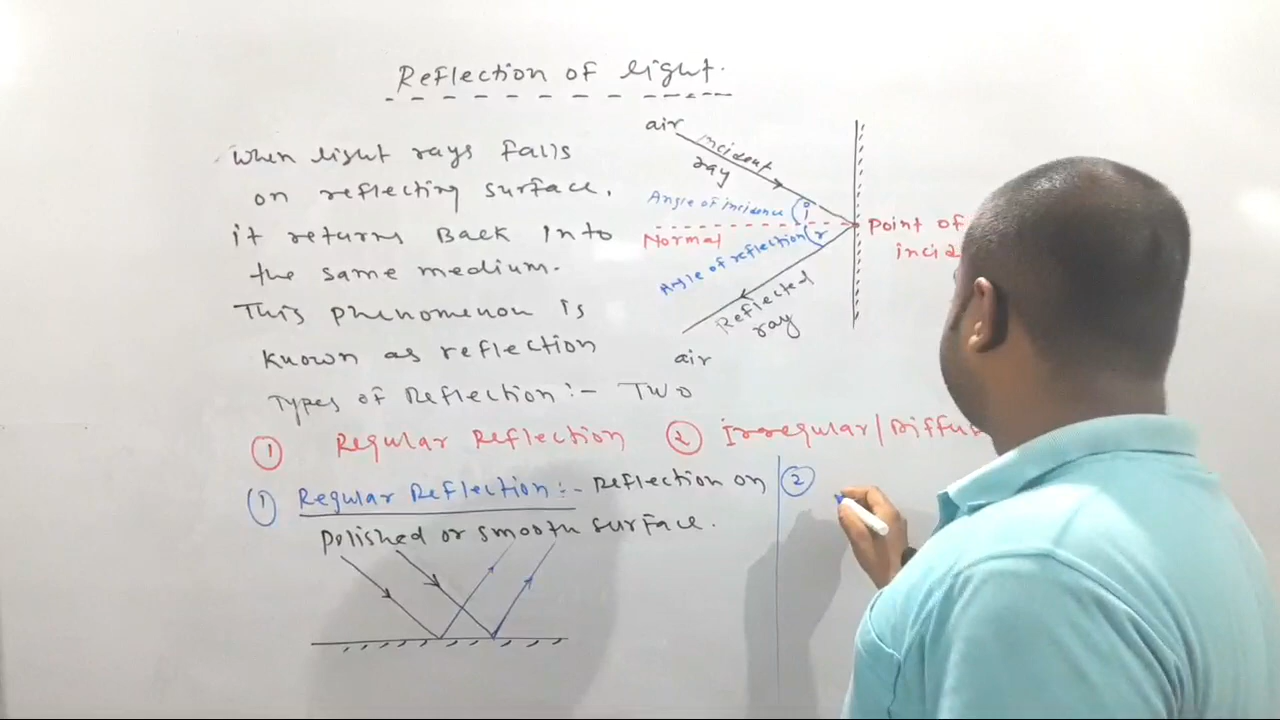 Reflection of light.
When light rays falls
on reflecting surface.
it returns Back Into
the same medium.
This phenomenon is
known as reflection
Types of Reflection :- Two
air
incident
ray
Angle of incidence i
Normal
Angle of reflection r
Point of
Reflected
ray
air
① Regular Reflection ② Irregular/
① Regular Reflection :- Reflection on
polished or smooth surface.
②